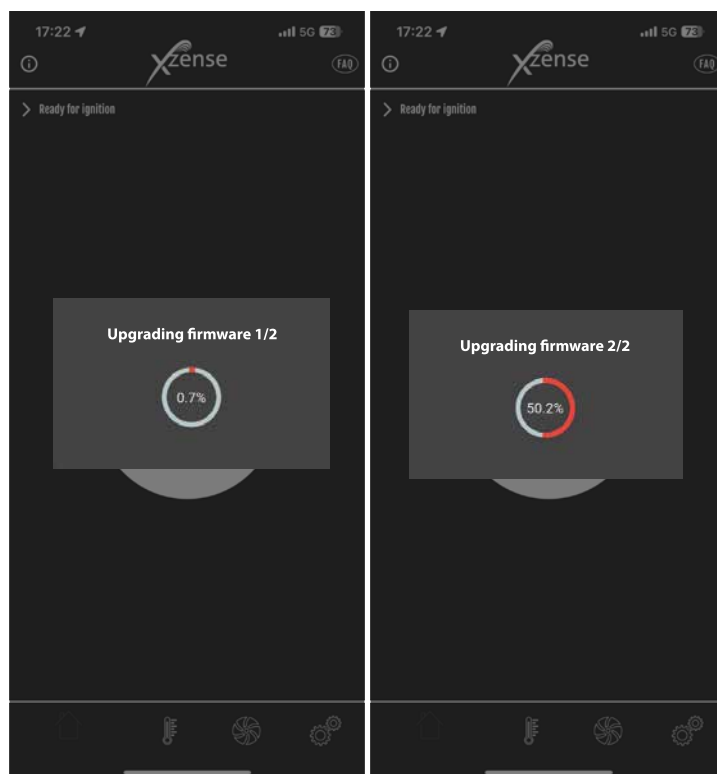 17:22
5G 73
xzense
FAQ
Ready for ignition
Upgrading firmware 1/2
0.7%
17:22
5G 73
xzense
FAQ
Ready for ignition
Upgrading firmware 2/2
50.2%